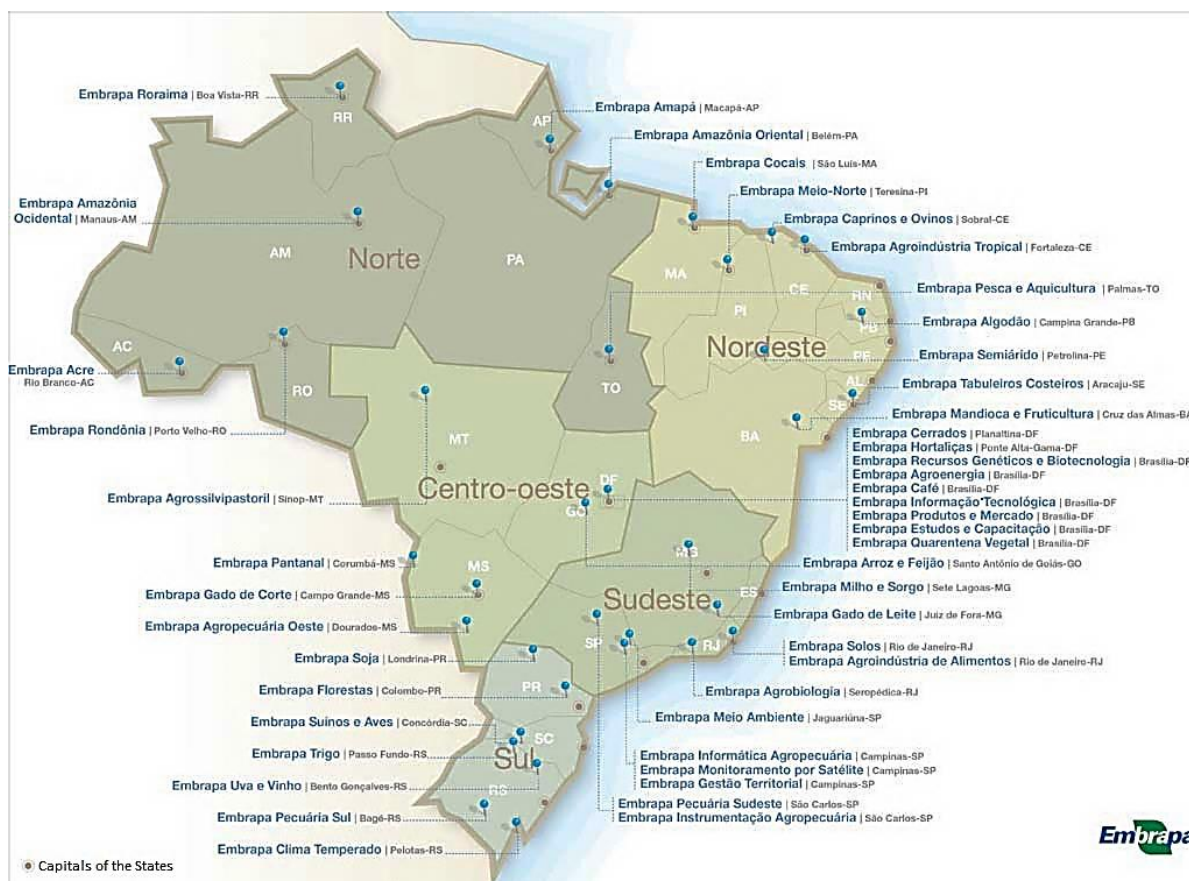 Embrapa Roraima | Boa Vista-RR
Embrapa Amapá | Macapá-AP
Embrapa Amazônia Oriental | Belém-PA
Embrapa Cocais | São Luís-MA
Embrapa Meio-Norte | Teresina-PI
Embrapa Amazônia
Ocidental | Manaus-AM
Embrapa Caprinos e Ovinos | Sobral-CE
Embrapa Agroindústria Tropical | Fortaleza-CE
Embrapa Pesca e Aquicultura | Palmas-TO
Embrapa Algodão | Campina Grande-PB
Embrapa Semiárido | Petrolina-PE
Embrapa Acre
Rio Branco-AC
Embrapa Tabuleiros Costeiros | Aracaju-SE
Embrapa Mandioca e Fruticultura | Cruz das Almas-BA
Embrapa Rondônia | Porto Velho-RO
Embrapa Cerrados | Planaltina-DF
Embrapa Hortaliças | Ponte Alta-Gama-DF
Embrapa Recursos Genéticos e Biotecnologia | Brasília-DF
Embrapa Agroenergia | Brasília-DF
Embrapa Café | Brasília-DF
Embrapa Informação Tecnológica | Brasília-DF
Embrapa Produtos e Mercado | Brasília-DF
Embrapa Estudos e Capacitação | Brasília-DF
Embrapa Quarentena Vegetal | Brasília-DF
Embrapa Agrossilvipastoril | Sinop-MT
Embrapa Arroz e Feijão | Santo Antônio de Goiás-GO
Embrapa Pantanal | Corumbá-MS
Embrapa Milho e Sorgo | Sete Lagoas-MG
Embrapa Gado de Corte | Campo Grande-MS
Embrapa Gado de Leite | Juiz de Fora-MG
Embrapa Agropecuária Oeste | Dourados-MS
Embrapa Solos | Rio de Janeiro-RJ
Embrapa Agroindústria de Alimentos | Rio de Janeiro-RJ
Embrapa Soja | Londrina-PR
Embrapa Florestas | Colombo-PR
Embrapa Agrobiologia | Seropédica-RJ
Embrapa Suínos e Aves | Concórdia-SC
Embrapa Meio Ambiente | Jaguariúna-SP
Embrapa Trigo | Passo Fundo-RS
Embrapa Informática Agropecuária | Campinas-SP
Embrapa Monitoramento por Satélite | Campinas-SP
Embrapa Gestão Territorial | Campinas-SP
Embrapa Uva e Vinho | Bento Gonçalves-RS
Embrapa Pecuária Sudeste | São Carlos-SP
Embrapa Instrumentação Agropecuária | São Carlos-SP
Embrapa Pecuária Sul | Bagé-RS
Embrapa Clima Temperado | Pelotas-RS
RR
AP
AM
Norte
PA
MA
CE
RN
PI
PB
Nordeste
PE
AC
RO
TO
AL
SE
BA
MT
Centro-oeste
DF
GO
MS
MG
ES
Sudeste
SP
RJ
PR
SC
Sul
RS
Capitals of the States
Embrapa